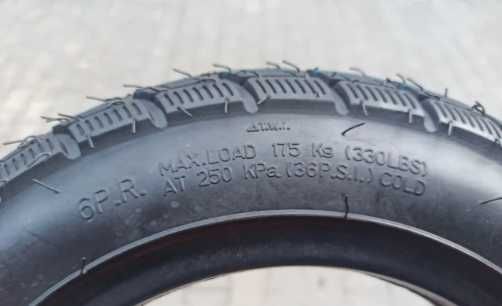 △T.W.I.
6P.R. MAX.LOAD 175 Kg (330LBS)
AT 250 KPa. (36P.S.I.) COLD